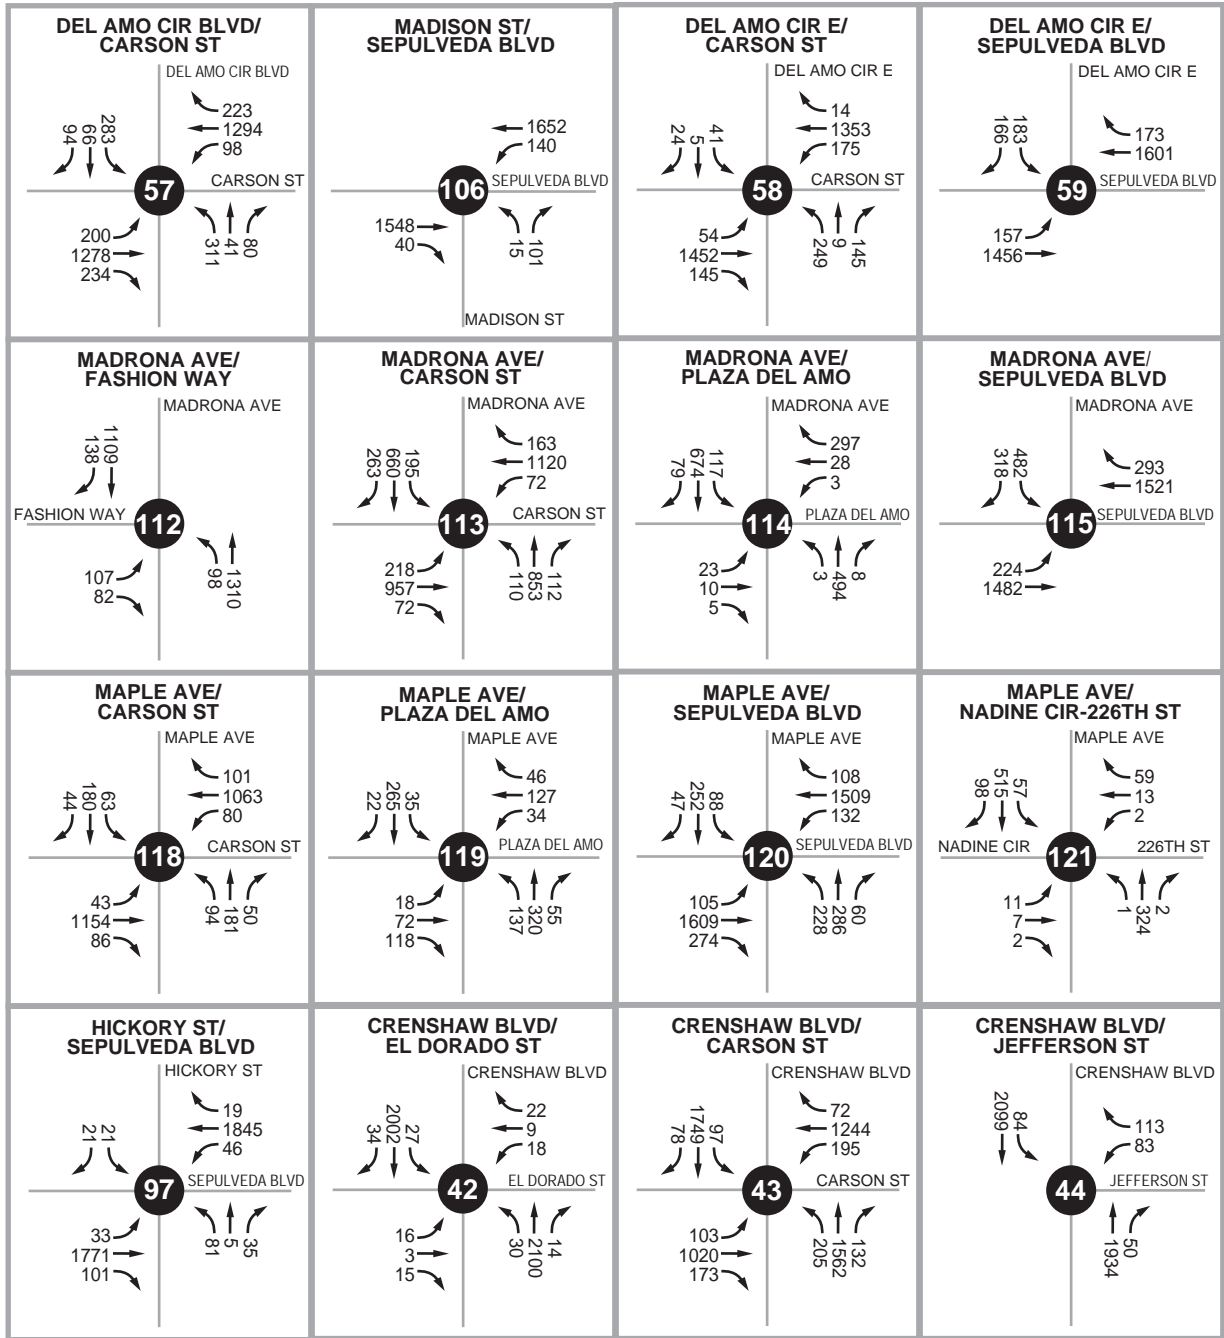 DEL AMO CIR BLVD/
CARSON ST
DEL AMO CIR BLVD
94
66
283
223
1294
98
57
CARSON ST
200
1278
234
311
41
80
MADISON ST/
SEPULVEDA BLVD
1652
140
106
SEPULVEDA BLVD
1548
40
15
101
MADISON ST
DEL AMO CIR E/
CARSON ST
DEL AMO CIR E
24
5
41
14
1353
175
58
CARSON ST
54
1452
145
249
9
145
DEL AMO CIR E/
SEPULVEDA BLVD
DEL AMO CIR E
166
183
173
1601
59
SEPULVEDA BLVD
157
1456
MADRONA AVE/
FASHION WAY
MADRONA AVE
138
1109
FASHION WAY
112
107
82
98
1310
MADRONA AVE/
CARSON ST
MADRONA AVE
263
660
195
163
1120
72
113
CARSON ST
218
957
72
110
853
112
MADRONA AVE/
PLAZA DEL AMO
MADRONA AVE
79
674
117
297
28
3
114
PLAZA DEL AMO
23
10
5
3
494
8
MADRONA AVE/
SEPULVEDA BLVD
MADRONA AVE
318
482
293
1521
115
SEPULVEDA BLVD
224
1482
MAPLE AVE/
CARSON ST
MAPLE AVE
44
180
63
101
1063
80
118
CARSON ST
43
1154
86
94
181
50
MAPLE AVE/
PLAZA DEL AMO
MAPLE AVE
22
265
35
46
127
34
119
PLAZA DEL AMO
18
72
118
137
320
55
MAPLE AVE/
SEPULVEDA BLVD
MAPLE AVE
47
252
88
108
1509
132
120
SEPULVEDA BLVD
105
1609
274
228
286
60
MAPLE AVE/
NADINE CIR-226TH ST
MAPLE AVE
98
515
57
59
13
2
NADINE CIR
121
226TH ST
11
7
2
1
324
2
HICKORY ST/
SEPULVEDA BLVD
HICKORY ST
21
21
19
1845
46
97
SEPULVEDA BLVD
33
1771
101
81
5
35
CRENSHAW BLVD/
EL DORADO ST
CRENSHAW BLVD
34
2002
27
22
9
18
42
EL DORADO ST
16
3
15
30
2100
14
CRENSHAW BLVD/
CARSON ST
CRENSHAW BLVD
78
1749
97
72
1244
195
43
CARSON ST
103
1020
173
205
1562
132
CRENSHAW BLVD/
JEFFERSON ST
CRENSHAW BLVD
2099
84
113
83
44
JEFFERSON ST
1934
50